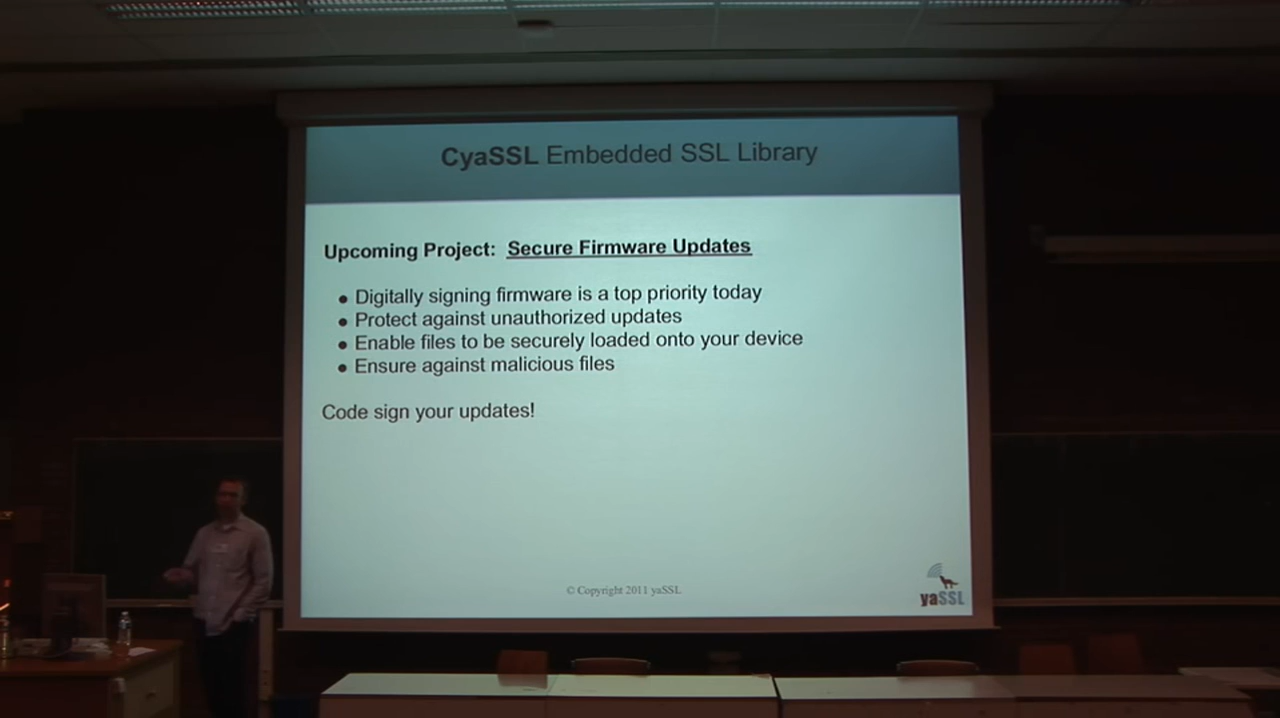 CyaSSL Embedded SSL Library
Upcoming Project: Secure Firmware Updates
● Digitally signing firmware is a top priority today
● Protect against unauthorized updates
● Enable files to be securely loaded onto your device
● Ensure against malicious files
Code sign your updates!
© Copyright 2011 yaSSL
yaSSL